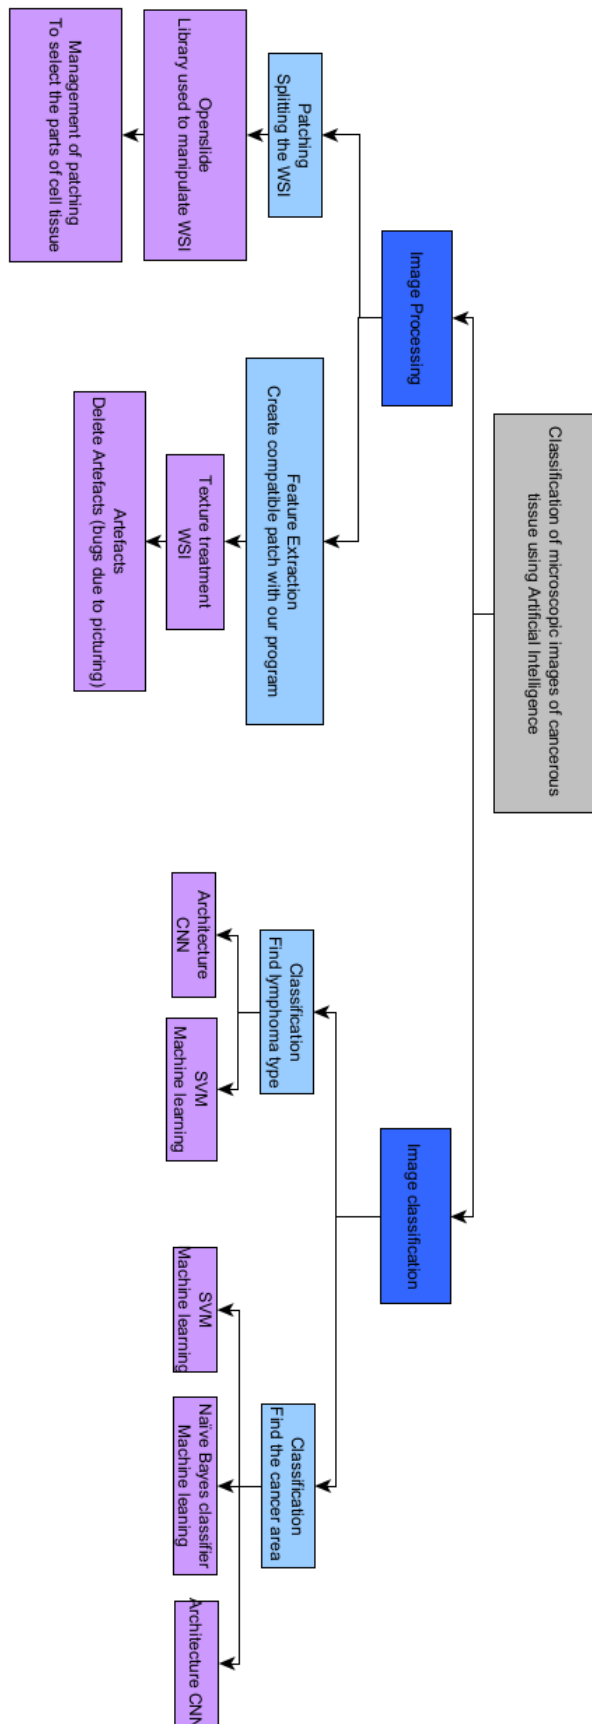 Classification of microscopic images of cancerous
tissue using Artificial Intelligence
Image Processing
Image classification
Patching
Splitting the WSI
Feature Extraction
Create compatible patch with our program
Classification
Find lymphoma type
Classification
Find the cancer area
Openslide
Library used to manipulate WSI
Texture treatment
WSI
Architecture
CNN
SVM
Machine learning
SVM
Machine learning
Naïve Bayes classifier
Machine leaning
Architecture CNN
Management of patching
To select the parts of cell tissue
Artefacts
Delete Artefacts (bugs due to picturing)